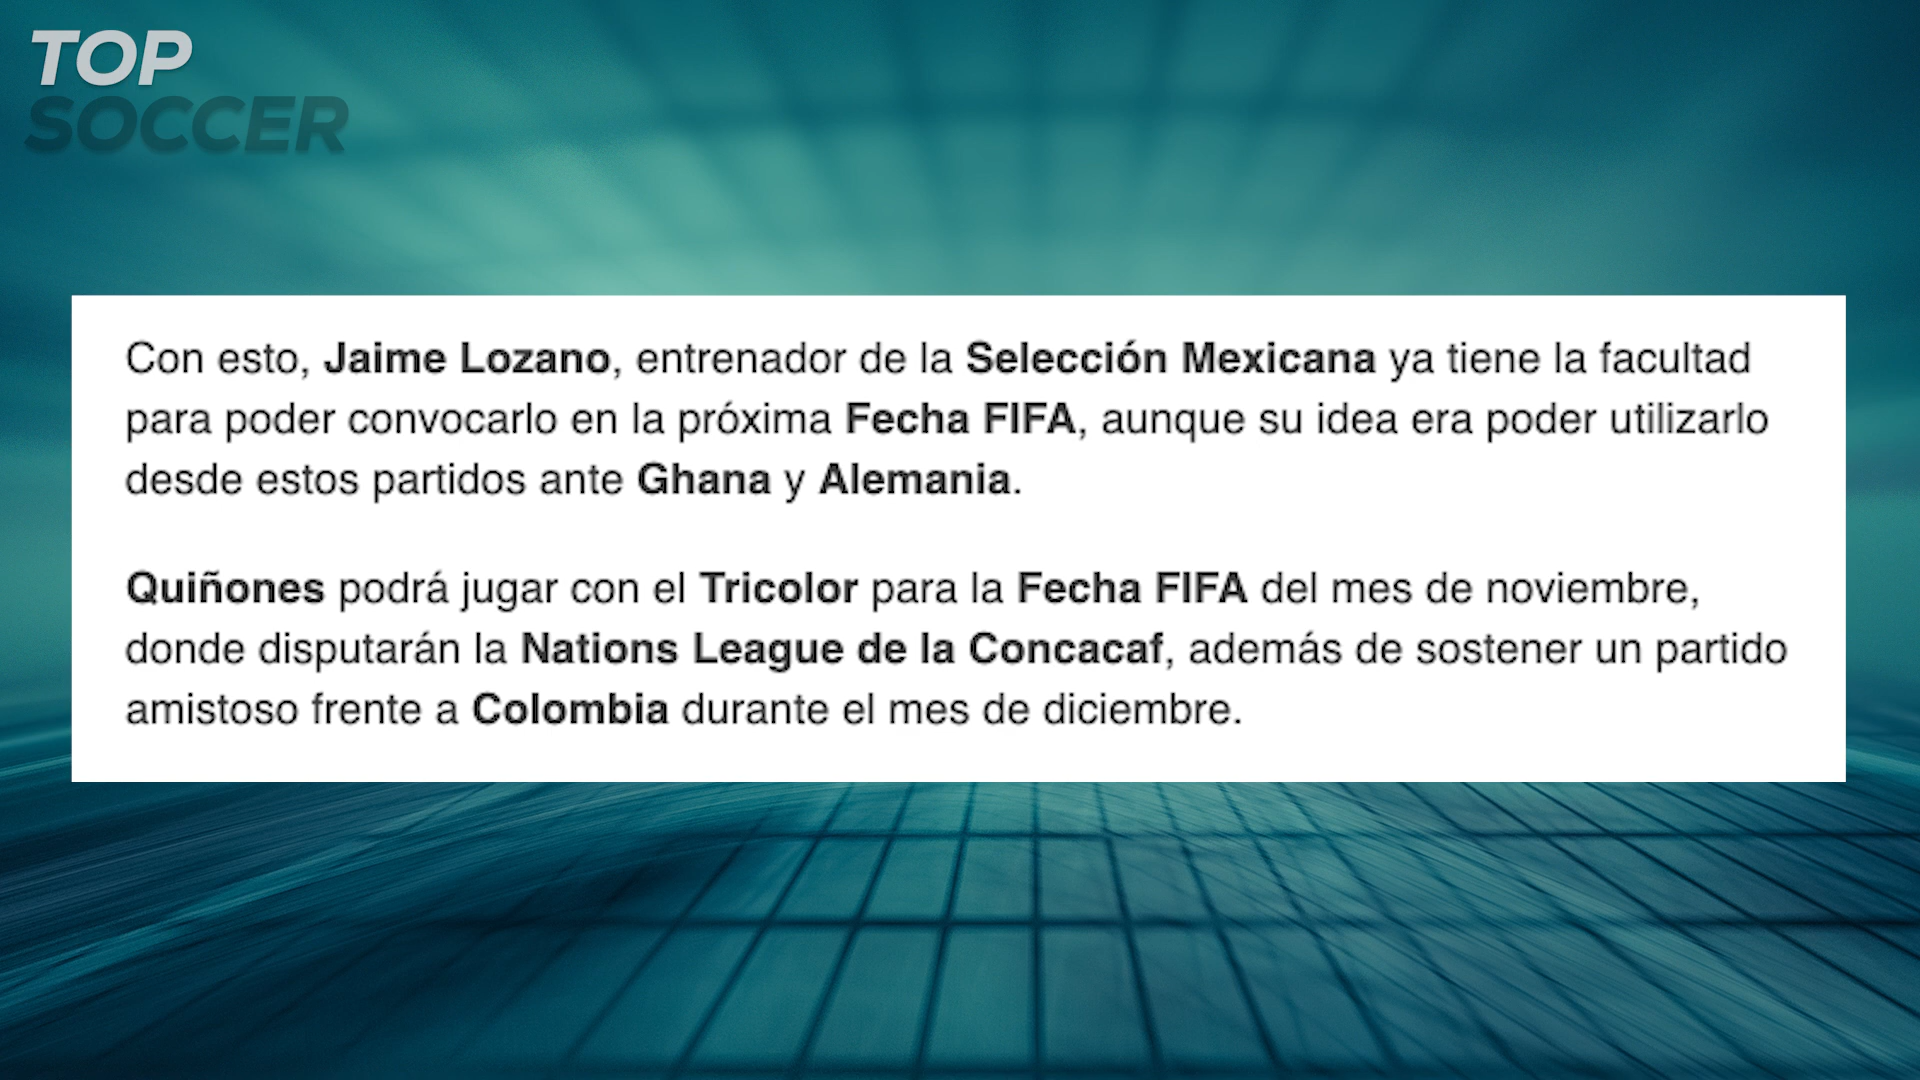 TOP
SOCCER
Con esto, Jaime Lozano, entrenador de la Selección Mexicana ya tiene la facultad
para poder convocarlo en la próxima Fecha FIFA, aunque su idea era poder utilizarlo
desde estos partidos ante Ghana y Alemania.
Quiñones podrá jugar con el Tricolor para la Fecha FIFA del mes de noviembre,
donde disputarán la Nations League de la Concacaf, además de sostener un partido
amistoso frente a Colombia durante el mes de diciembre.